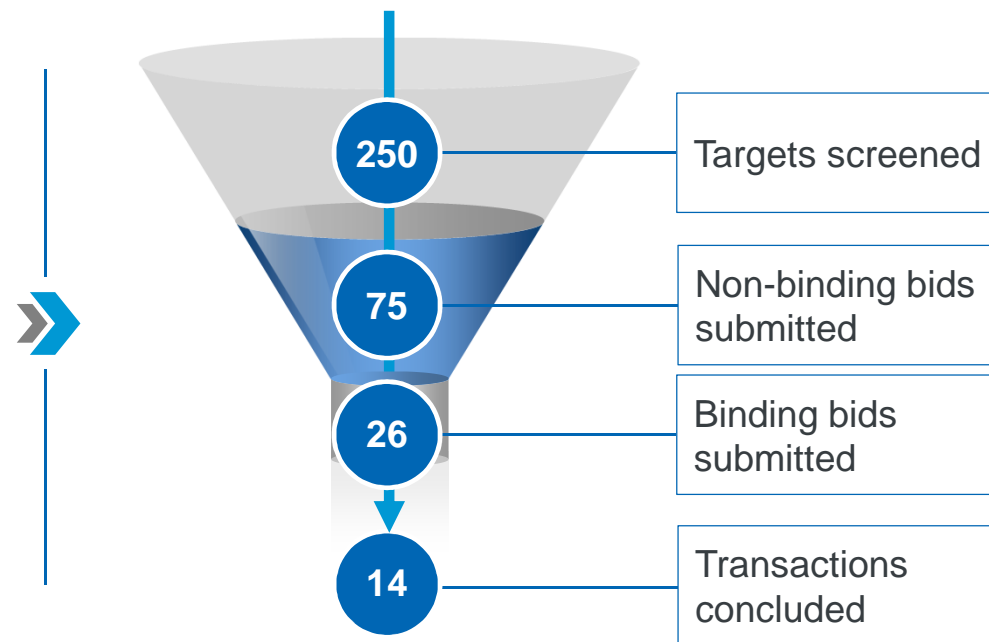 250
Targets screened
75
Non-binding bids
submitted
26
Binding bids
submitted
14
Transactions
concluded